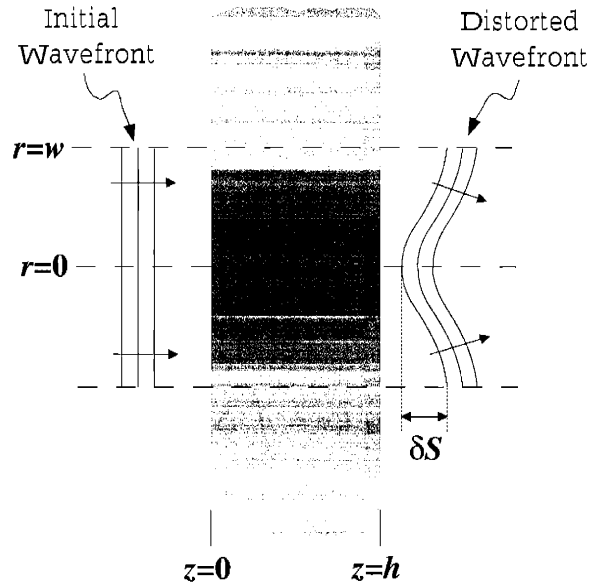 Initial
Wavefront
Distorted
Wavefront
r=w
r=0
δS
z=0
z=h